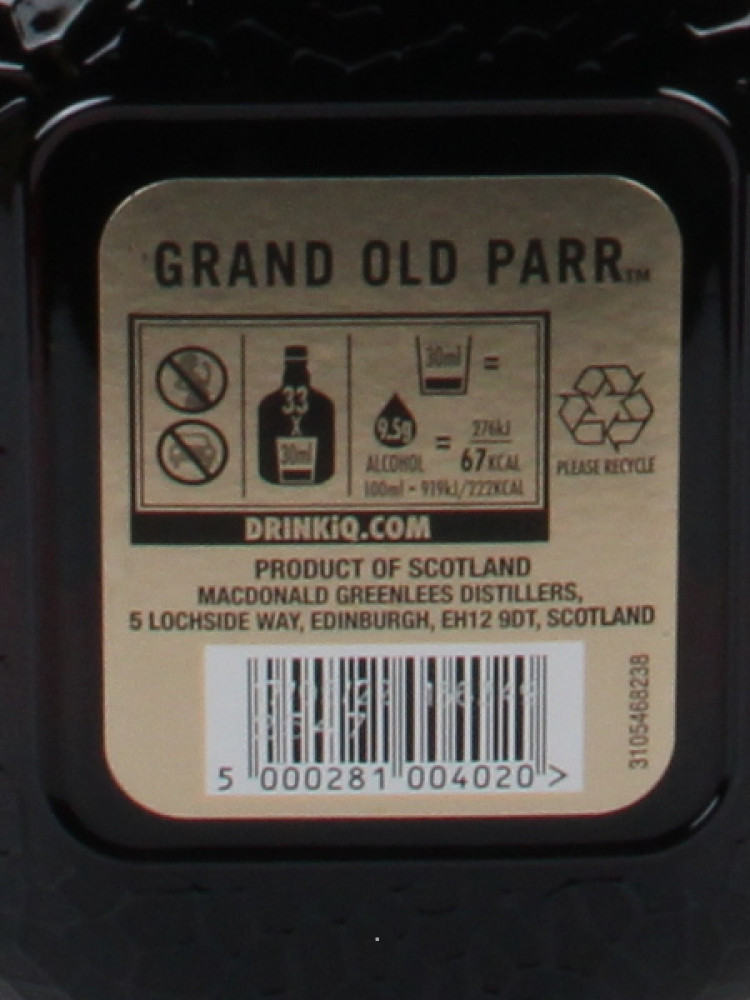 GRAND OLD PARR™
30ml =
33
X
30ml
9.5g
ALCOHOL
=
276kJ
67KCAL
100ml - 919kJ/222KCAL
PLEASE RECYCLE
DRINKiQ.COM
PRODUCT OF SCOTLAND
MACDONALD GREENLEES DISTILLERS,
5 LOCHSIDE WAY, EDINBURGH, EH12 9DT, SCOTLAND
3105468238
5 000281 004020 >